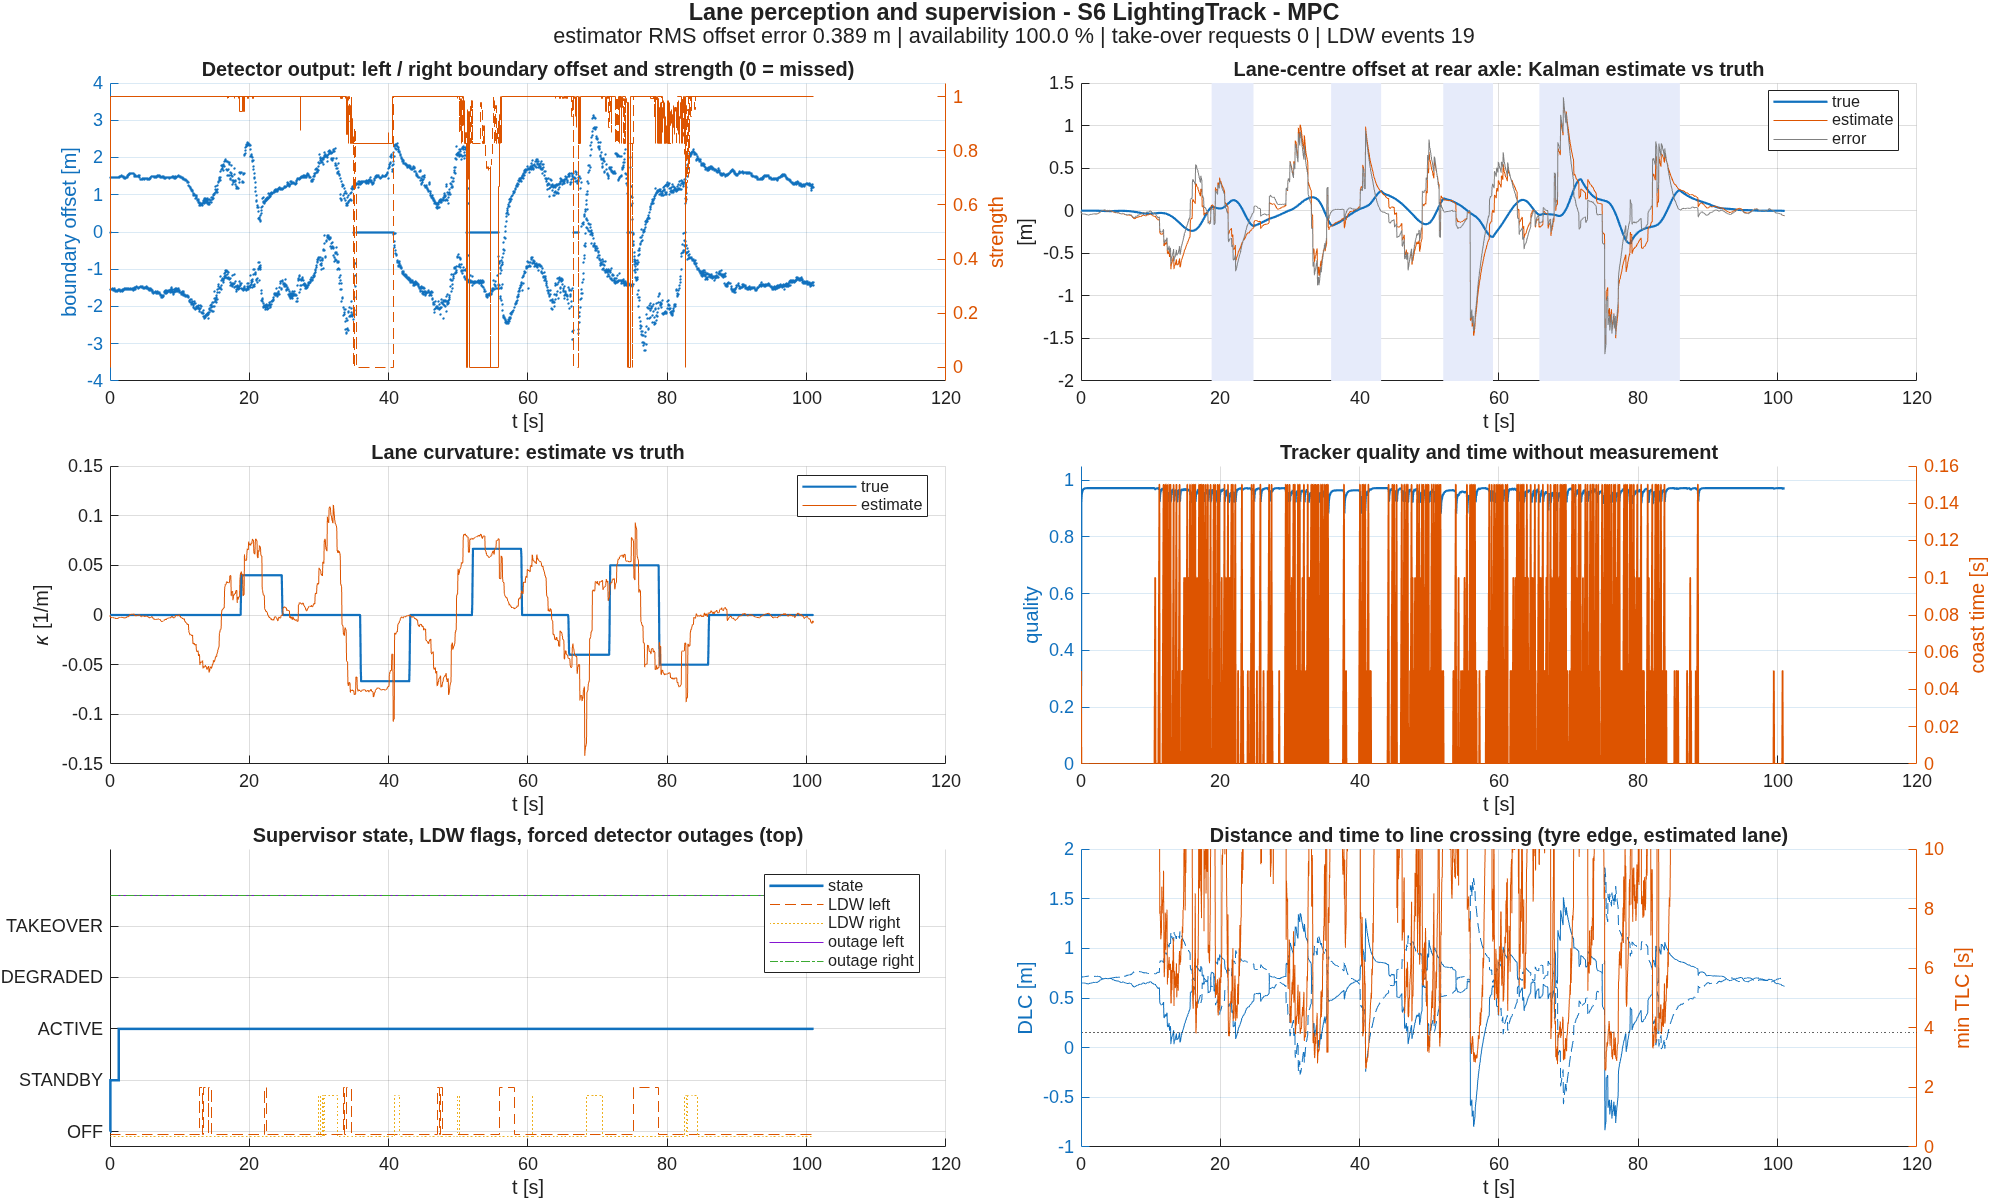 Lane perception and supervision - S6 LightingTrack - MPC
estimator RMS offset error 0.389 m | availability 100.0 % | take-over requests 0 | LDW events 19
Detector output: left / right boundary offset and strength (0 = missed)
boundary offset [m]
4
3
2
1
0
-1
-2
-3
-4
strength
1
0.8
0.6
0.4
0.2
0
0 20 40 60 80 100 120
t [s]
Lane-centre offset at rear axle: Kalman estimate vs truth
[m]
1.5
1
0.5
0
-0.5
-1
-1.5
-2
true
estimate
error
0 20 40 60 80 100 120
t [s]
Lane curvature: estimate vs truth
κ [1/m]
0.15
0.1
0.05
0
-0.05
-0.1
-0.15
true
estimate
0 20 40 60 80 100 120
t [s]
Tracker quality and time without measurement
quality
1
0.8
0.6
0.4
0.2
0
coast time [s]
0.16
0.14
0.12
0.1
0.08
0.06
0.04
0.02
0
0 20 40 60 80 100 120
t [s]
Supervisor state, LDW flags, forced detector outages (top)
TAKEOVER
DEGRADED
ACTIVE
STANDBY
OFF
state
LDW left
LDW right
outage left
outage right
0 20 40 60 80 100 120
t [s]
Distance and time to line crossing (tyre edge, estimated lane)
DLC [m]
2
1.5
1
0.5
0
-0.5
-1
min TLC [s]
10
8
6
4
2
0
0 20 40 60 80 100 120
t [s]